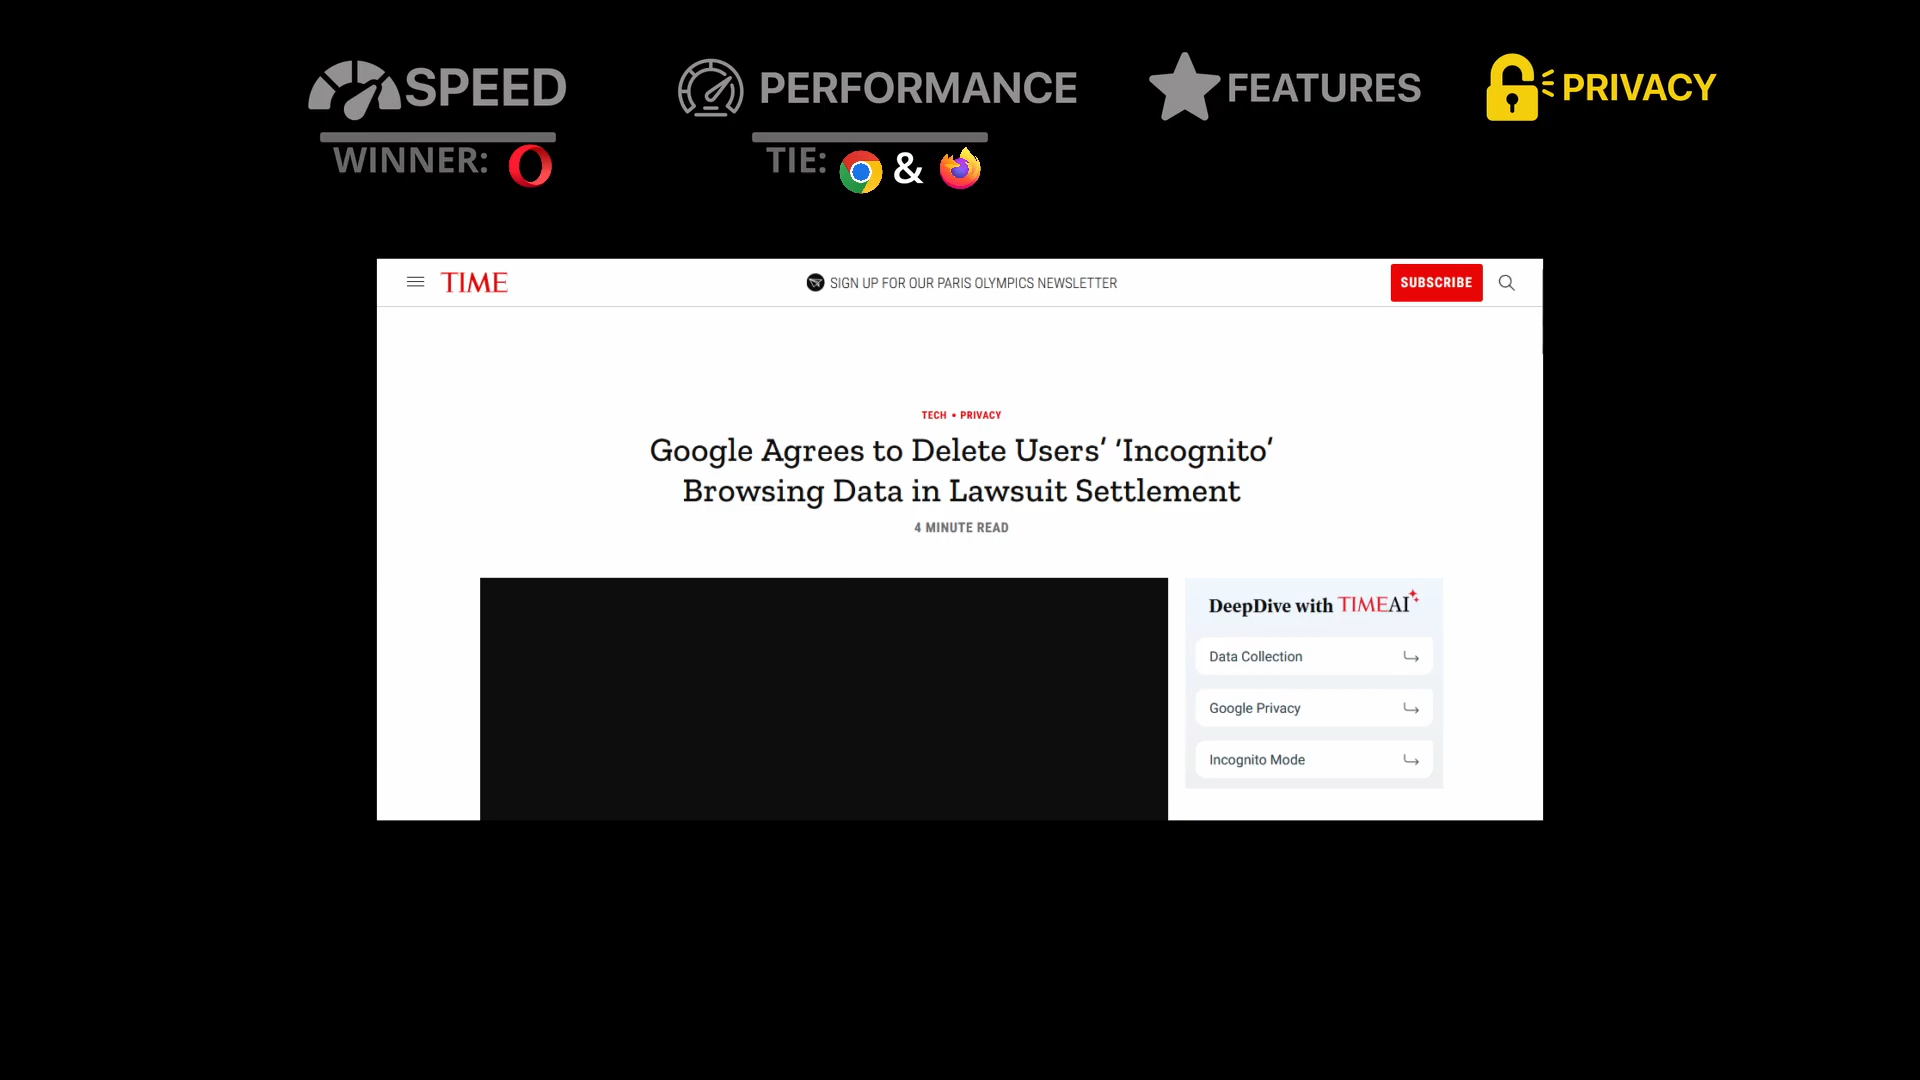 SPEED
PERFORMANCE
FEATURES
PRIVACY
WINNER:
TIE:
&
TIME
SIGN UP FOR OUR PARIS OLYMPICS NEWSLETTER
SUBSCRIBE
TECH • PRIVACY
Google Agrees to Delete Users’ ‘Incognito’
Browsing Data in Lawsuit Settlement
4 MINUTE READ
DeepDive with TIMEAI
Data Collection
Google Privacy
Incognito Mode